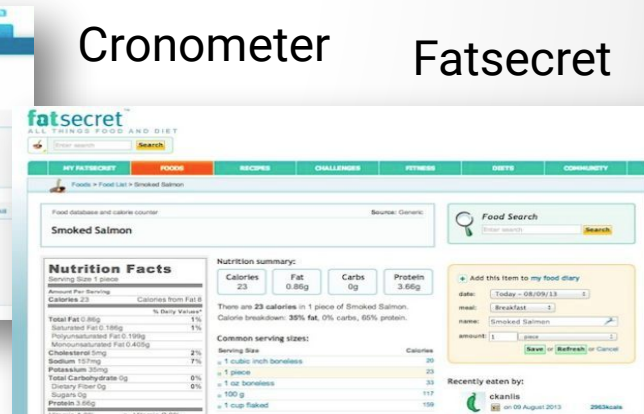 Cronometer
Fatsecret
fatsecret
ALL THINGS FOOD AND DIET
Enter search Search
MY FATSECRET FOODS RECIPES CHALLENGES FITNESS DIETS COMMUNITY
Foods > Food List > Smoked Salmon
Food database and calorie counter Source: Generic
Smoked Salmon
Nutrition Facts
Serving Size 1 piece
Amount Per Serving
Calories 23 Calories from Fat 8
% Daily Values*
Total Fat 0.86g 1%
Saturated Fat 0.186g 1%
Polyunsaturated Fat 0.199g
Monounsaturated Fat 0.405g
Cholesterol 5mg 2%
Sodium 157mg 7%
Potassium 35mg
Total Carbohydrate 0g 0%
Dietary Fiber 0g 0%
Sugars 0g
Protein 3.66g
Nutrition summary:
Calories Fat Carbs Protein
23 0.86g 0g 3.66g
There are 23 calories in 1 piece of Smoked Salmon.
Calorie breakdown: 35% fat, 0% carbs, 65% protein.
Common serving sizes:
Serving Size Calories
1 cubic inch boneless 20
1 piece 23
1 oz boneless 33
100 g 117
1 cup flaked 159
Food Search
Enter search Search
Add this item to my food diary
date: Today - 08/09/13
meal: Breakfast
name: Smoked Salmon
amount: 1 piece
Save or Refresh or Cancel
Recently eaten by:
ckanlis
on 09 August 2013 2963kcals